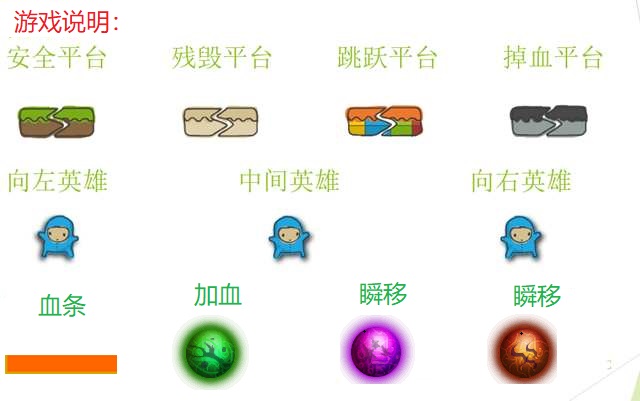 游戏说明：
安全平台 残毁平台 跳跃平台 掉血平台
向左英雄 中间英雄 向右英雄
血条 加血 瞬移 瞬移